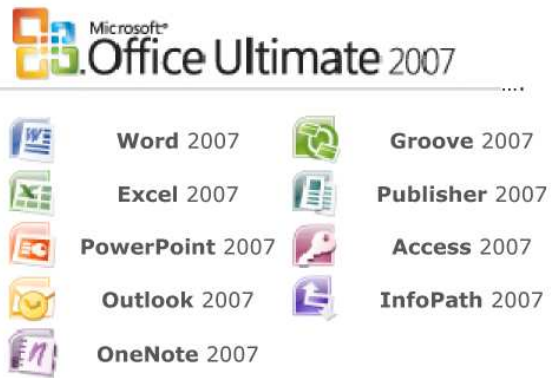 Microsoft®
Office Ultimate 2007
Word 2007
Excel 2007
PowerPoint 2007
Outlook 2007
OneNote 2007
Groove 2007
Publisher 2007
Access 2007
InfoPath 2007